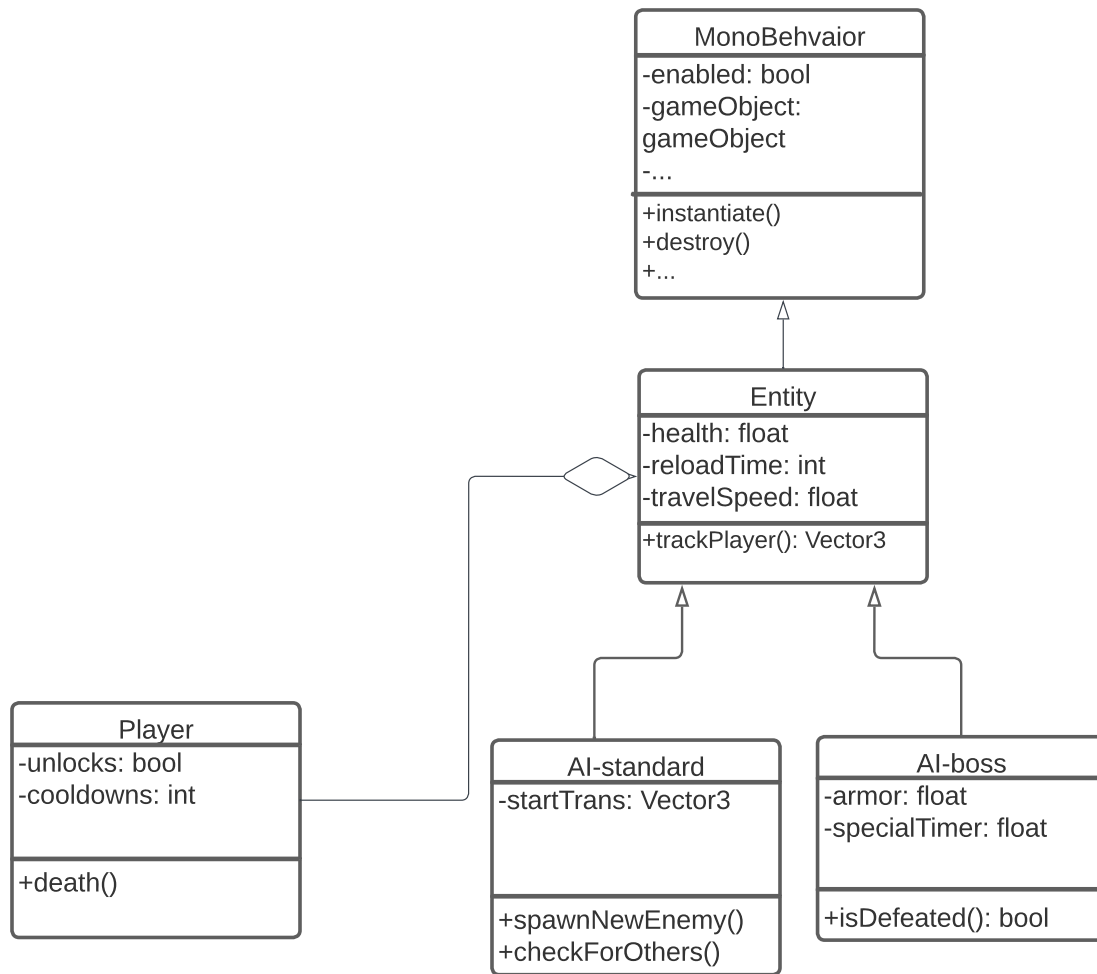 MonoBehvaior
-enabled: bool
-gameObject:
gameObject
-...
+instantiate()
+destroy()
+...
Entity
-health: float
-reloadTime: int
-travelSpeed: float
+trackPlayer(): Vector3
Player
-unlocks: bool
-cooldowns: int
+death()
AI-standard
-startTrans: Vector3
+spawnNewEnemy()
+checkForOthers()
AI-boss
-armor: float
-specialTimer: float
+isDefeated(): bool